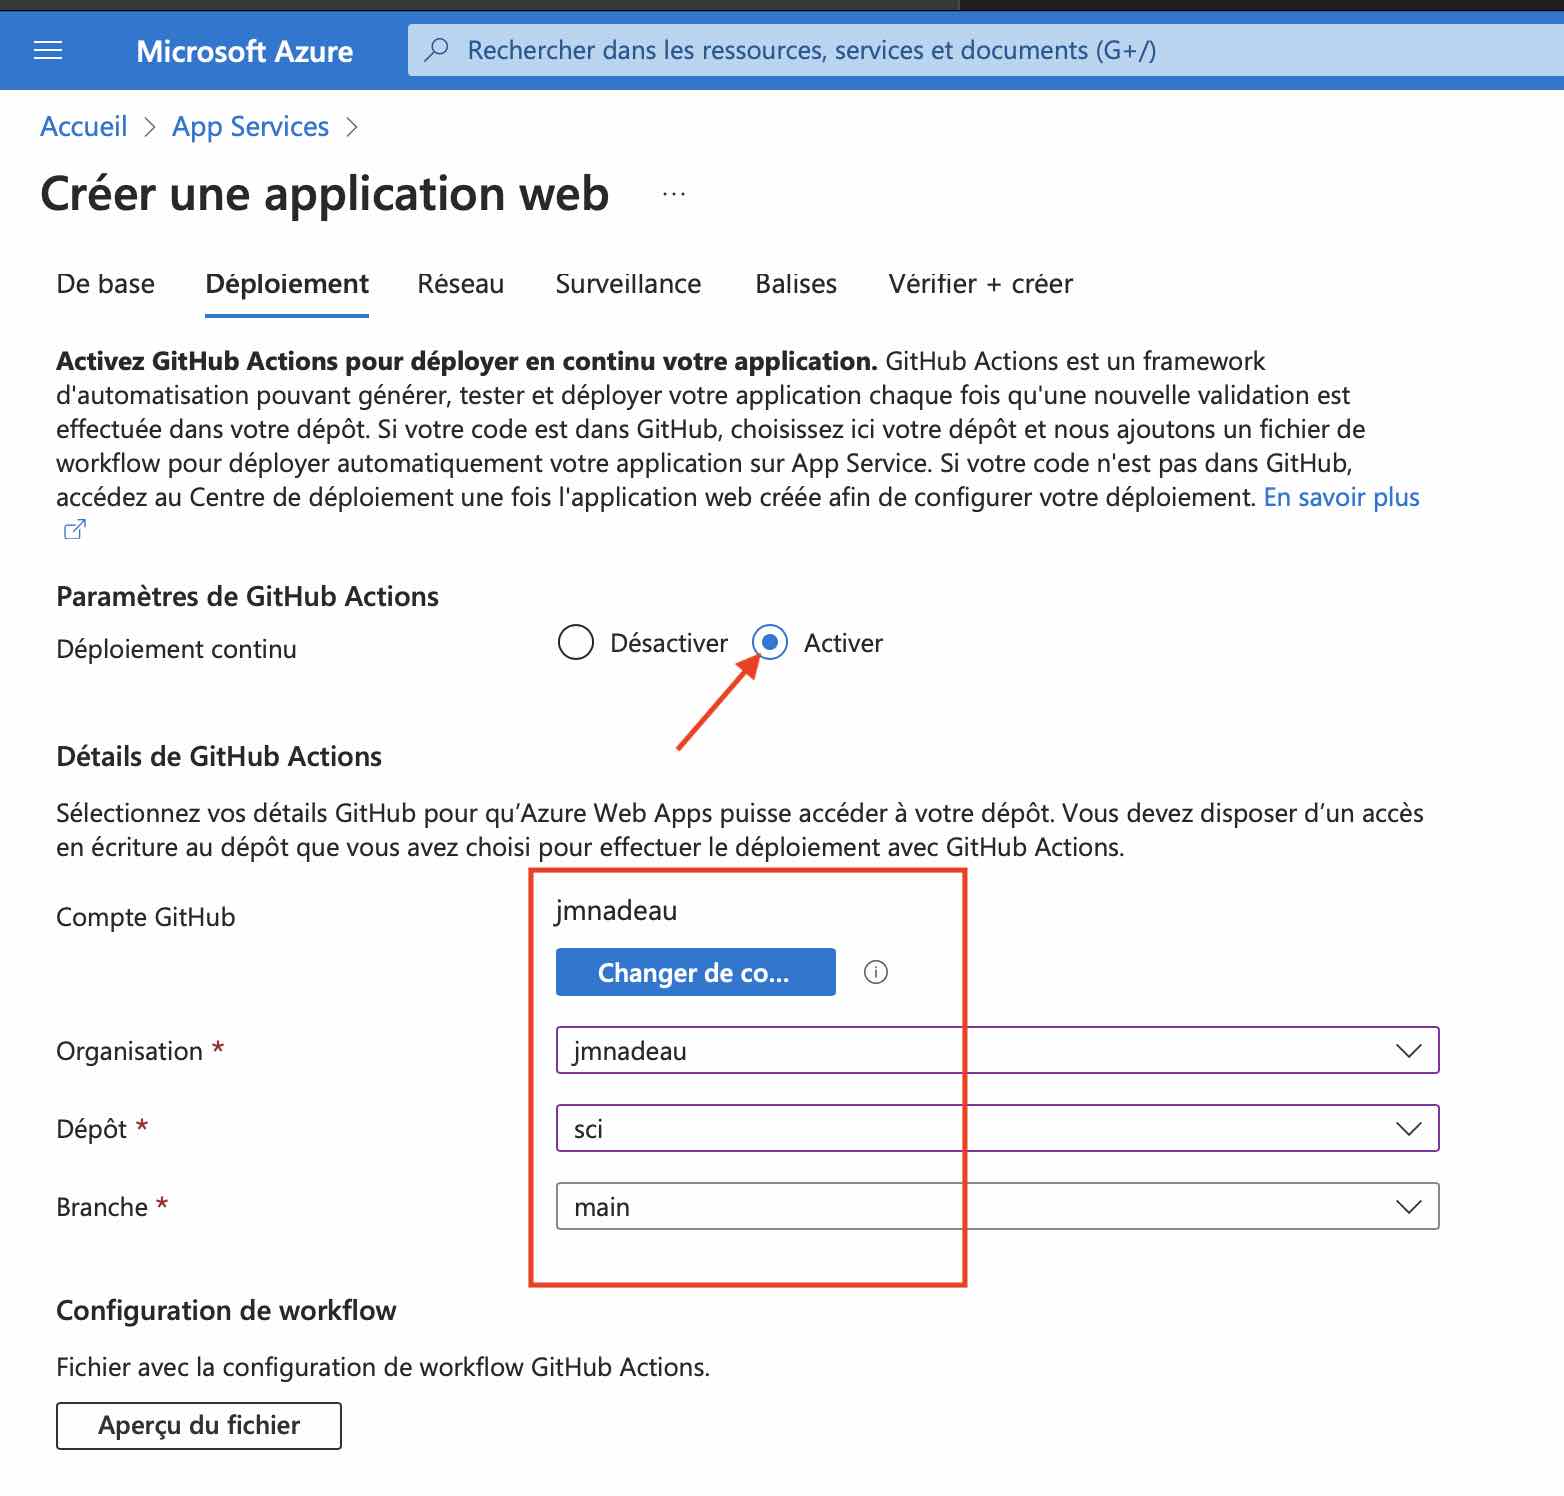 Microsoft Azure
Rechercher dans les ressources, services et documents (G+/)
Accueil > App Services >
Créer une application web ...
De base Déploiement Réseau Surveillance Balises Vérifier + créer
Activez GitHub Actions pour déployer en continu votre application. GitHub Actions est un framework
d'automatisation pouvant générer, tester et déployer votre application chaque fois qu'une nouvelle validation est
effectuée dans votre dépôt. Si votre code est dans GitHub, choisissez ici votre dépôt et nous ajoutons un fichier de
workflow pour déployer automatiquement votre application sur App Service. Si votre code n'est pas dans GitHub,
accédez au Centre de déploiement une fois l'application web créée afin de configurer votre déploiement. En savoir plus
Paramètres de GitHub Actions
Déploiement continu Désactiver Activer
Détails de GitHub Actions
Sélectionnez vos détails GitHub pour qu’Azure Web Apps puisse accéder à votre dépôt. Vous devez disposer d’un accès
en écriture au dépôt que vous avez choisi pour effectuer le déploiement avec GitHub Actions.
Compte GitHub jmnadeau
Changer de co...
Organisation * jmnadeau
Dépôt * sci
Branche * main
Configuration de workflow
Fichier avec la configuration de workflow GitHub Actions.
Aperçu du fichier